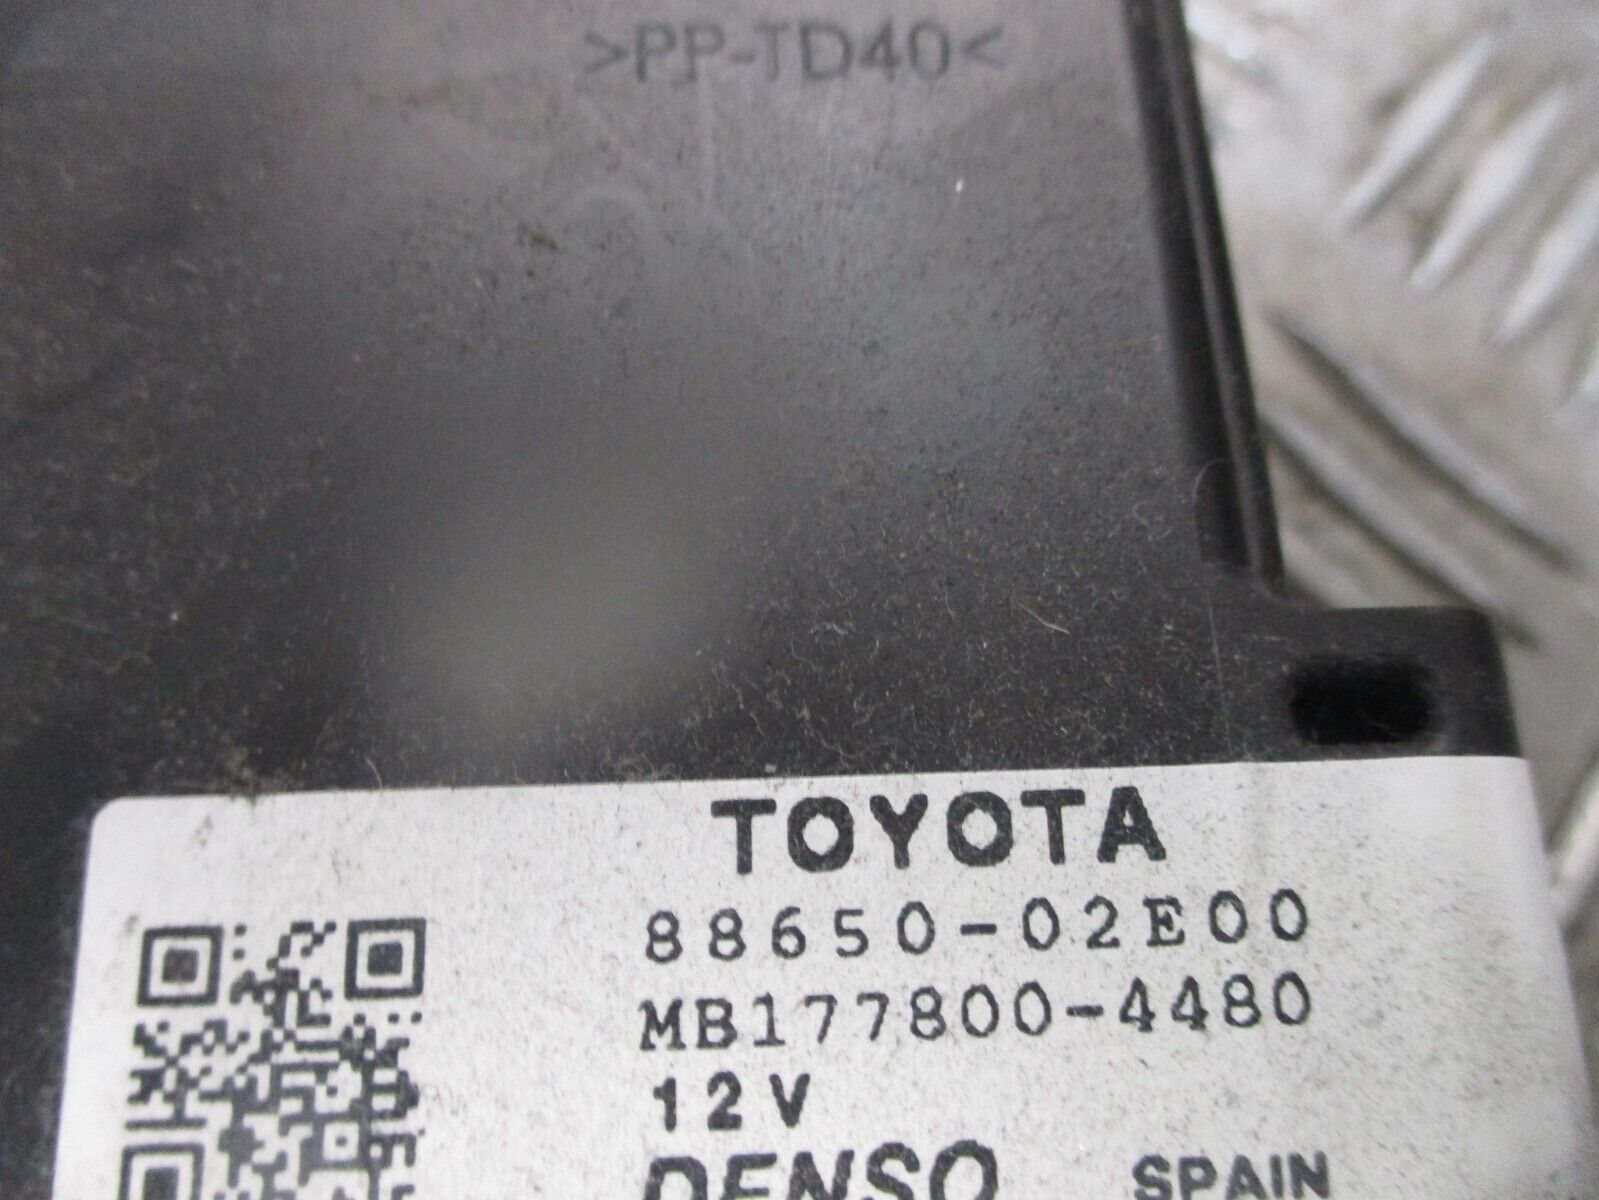 >PP-TD40<
TOYOTA
88650-02E00
MB177800-4480
12V
DENSO SPAIN